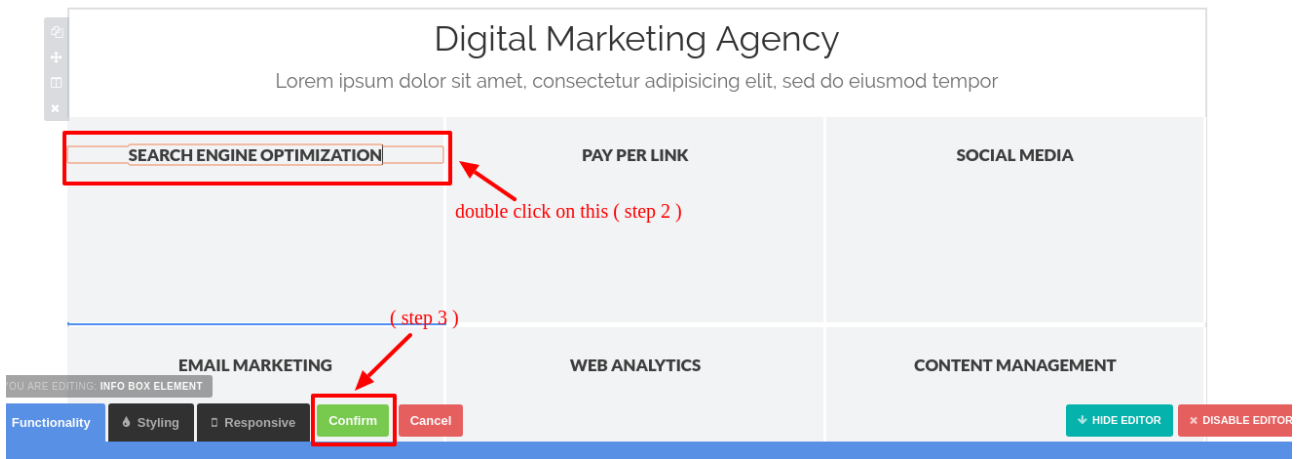 Digital Marketing Agency
Lorem ipsum dolor sit amet, consectetur adipisicing elit, sed do eiusmod tempor
SEARCH ENGINE OPTIMIZATION
PAY PER LINK
SOCIAL MEDIA
double click on this ( step 2 )
( step 3 )
EMAIL MARKETING
WEB ANALYTICS
CONTENT MANAGEMENT
YOU ARE EDITING: INFO BOX ELEMENT
Functionality
Styling
Responsive
Confirm
Cancel
HIDE EDITOR
DISABLE EDITOR